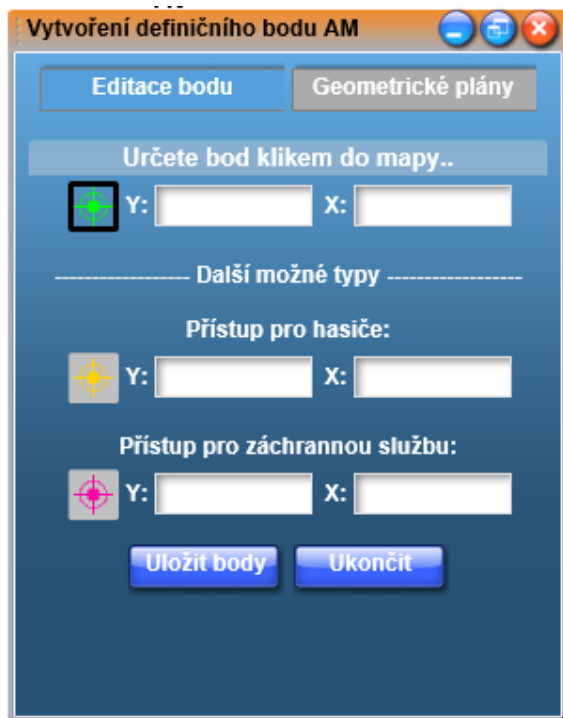 Vytvoření definičního bodu AM
Editace bodu Geometrické plány
Určete bod klikem do mapy..
Y: X:
------------------ Další možné typy ------------------
Přístup pro hasiče:
Y: X:
Přístup pro záchrannou službu:
Y: X:
Uložit body Ukončit